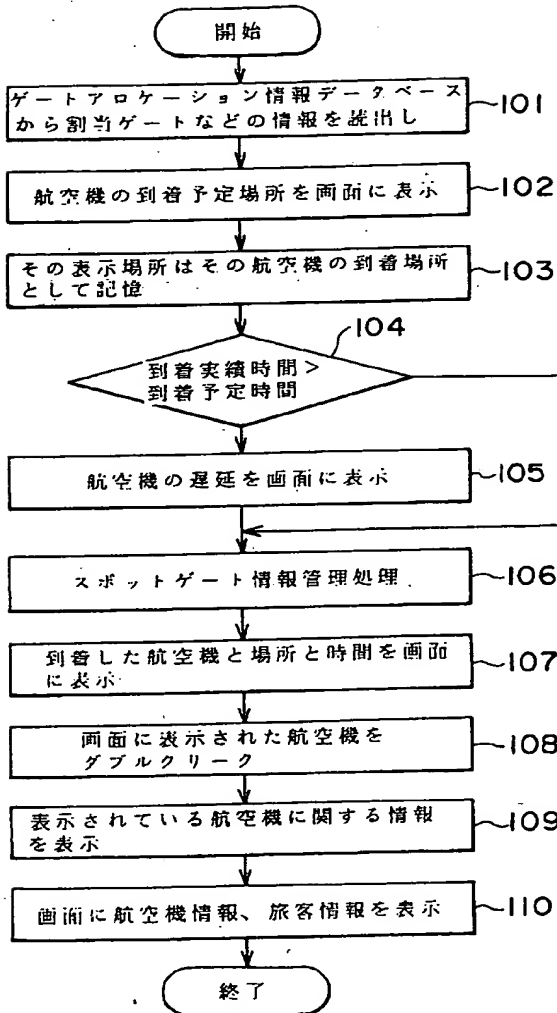 開始
ゲートアロケーション情報データベース
から割当ゲートなどの情報を読出し
101
航空機の到着予定場所を画面に表示
102
その表示場所はその航空機の到着場所
として記憶
103
104
到着実績時間>
到着予定時間
航空機の遅延を画面に表示
105
スポットゲート情報管理処理
106
到着した航空機と場所と時間を画面
に表示
107
画面に表示された航空機を
ダブルクリーク
108
表示されている航空機に関する情報
を表示
109
画面に航空機情報、旅客情報を表示
110
終了